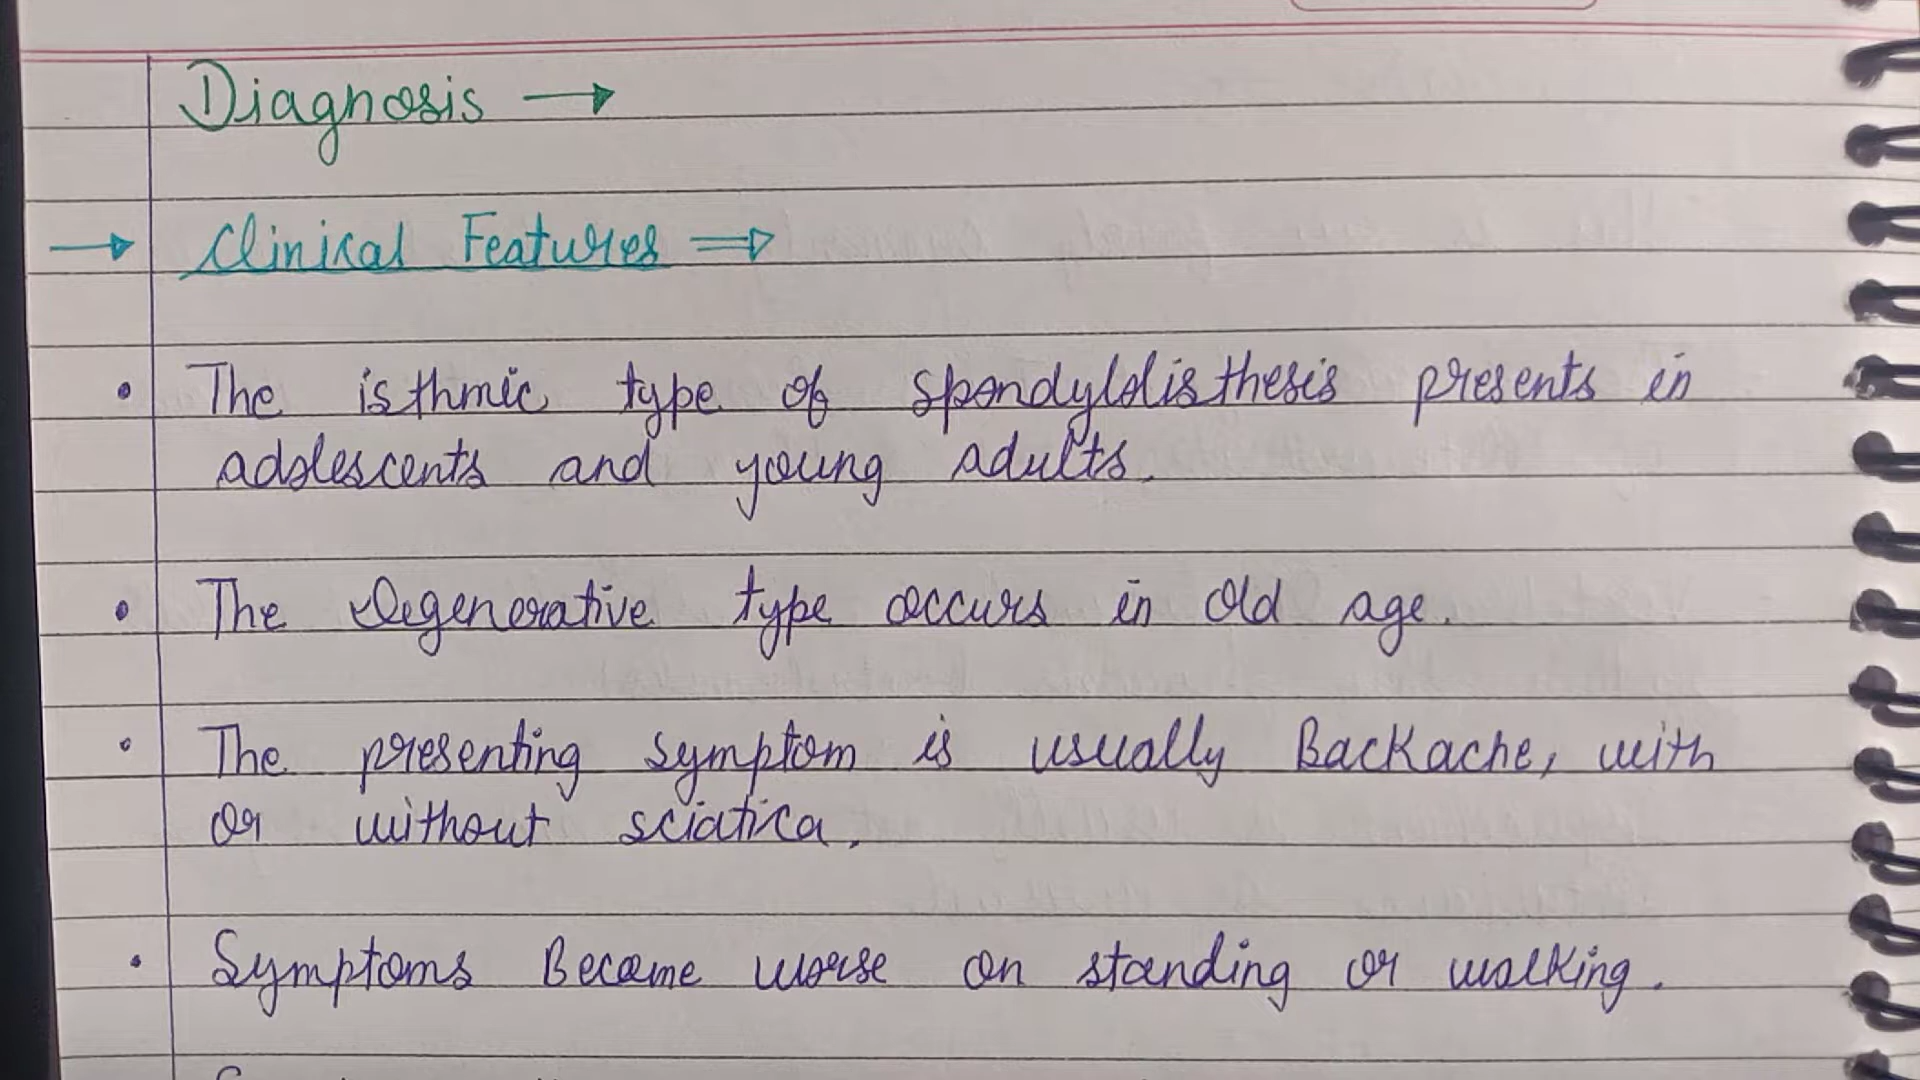 Diagnosis →
→ Clinical Features ⇒
• The isthmic type of spondylolisthesis presents in
adolescents and young adults.
• The degenerative type occurs in old age.
• The presenting symptom is usually Backache, with
or without sciatica.
• Symptoms Become worse on standing or walking.